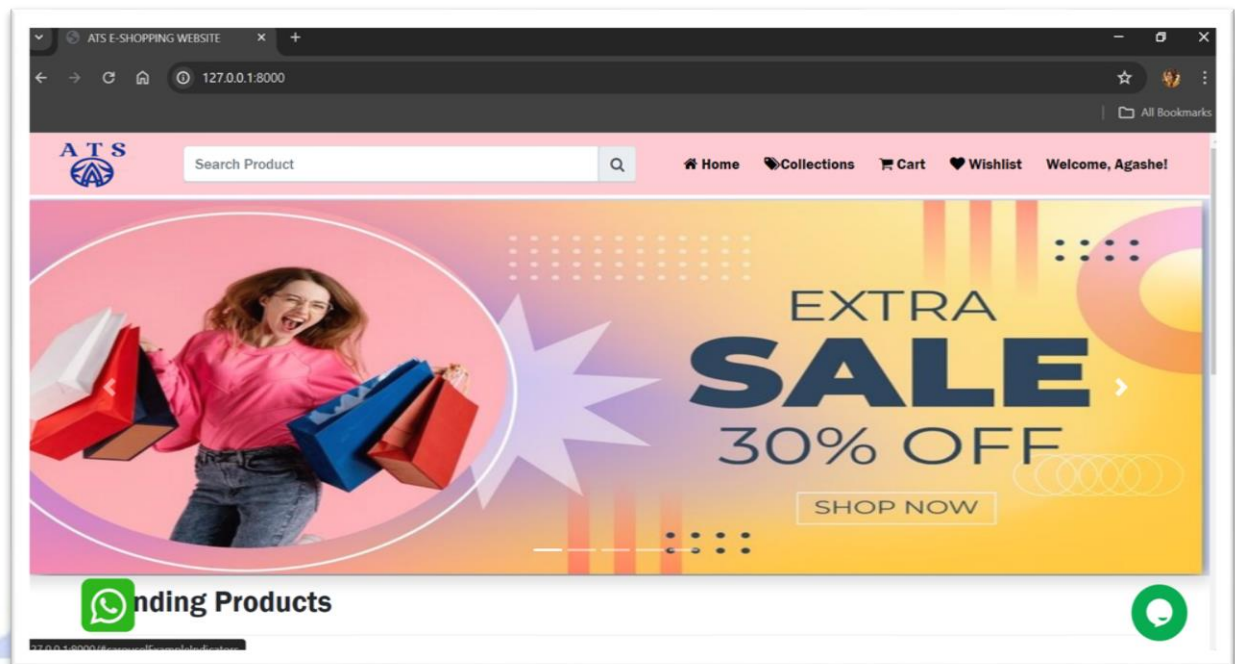 ATS E-SHOPPING WEBSITE
127.0.0.1:8000
All Bookmarks
ATS
Search Product
Home Collections Cart Wishlist Welcome, Agashe!
EXTRA
SALE
30% OFF
SHOP NOW
nding Products